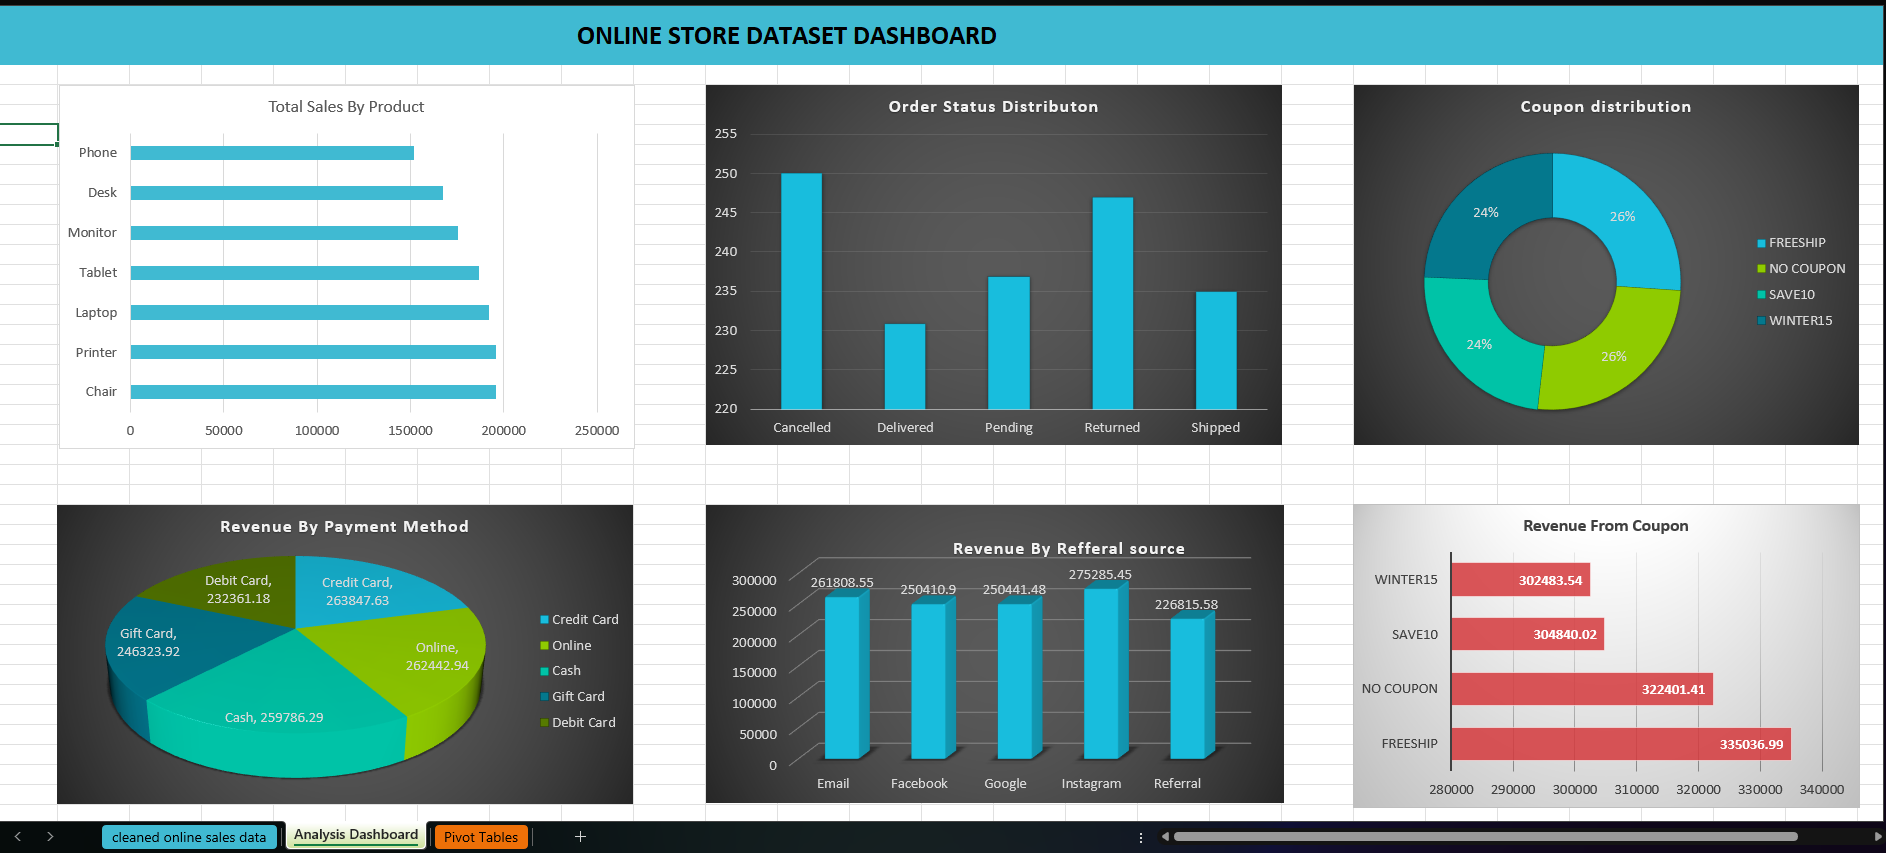 ONLINE STORE DATASET DASHBOARD
Total Sales By Product
Phone
Desk
Monitor
Tablet
Laptop
Printer
Chair
0 50000 100000 150000 200000 250000
Order Status Distributon
255
250
245
240
235
230
225
220
Cancelled Delivered Pending Returned Shipped
Coupon distribution
24% 26%
24% 26%
FREESHIP
NO COUPON
SAVE10
WINTER15
Revenue By Payment Method
Debit Card,
232361.18
Credit Card,
263847.63
Gift Card,
246323.92
Online,
262442.94
Cash, 259786.29
Credit Card
Online
Cash
Gift Card
Debit Card
Revenue By Refferal source
300000
250000
200000
150000
100000
50000
0
261808.55 250410.9 250441.48 275285.45 226815.58
Email Facebook Google Instagram Referral
Revenue From Coupon
WINTER15 302483.54
SAVE10 304840.02
NO COUPON 322401.41
FREESHIP 335036.99
280000 290000 300000 310000 320000 330000 340000
cleaned online sales data Analysis Dashboard Pivot Tables